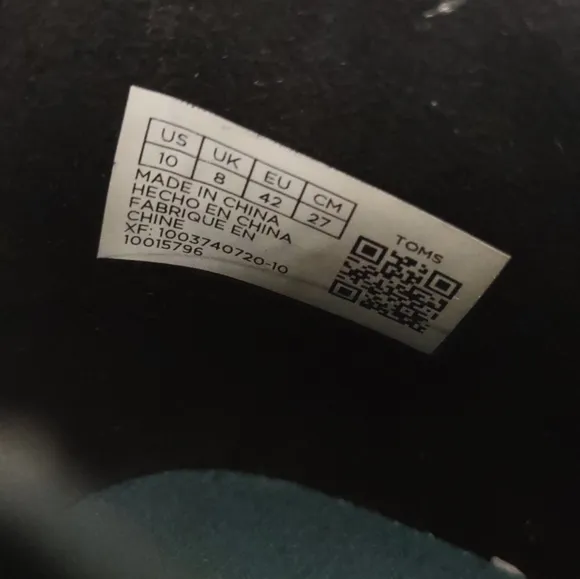 US UK EU CM
10 8 42 27
MADE IN CHINA
HECHO EN CHINA
FABRIQUE EN
CHINE
XF: 1003740720-10
10015796
TOMS